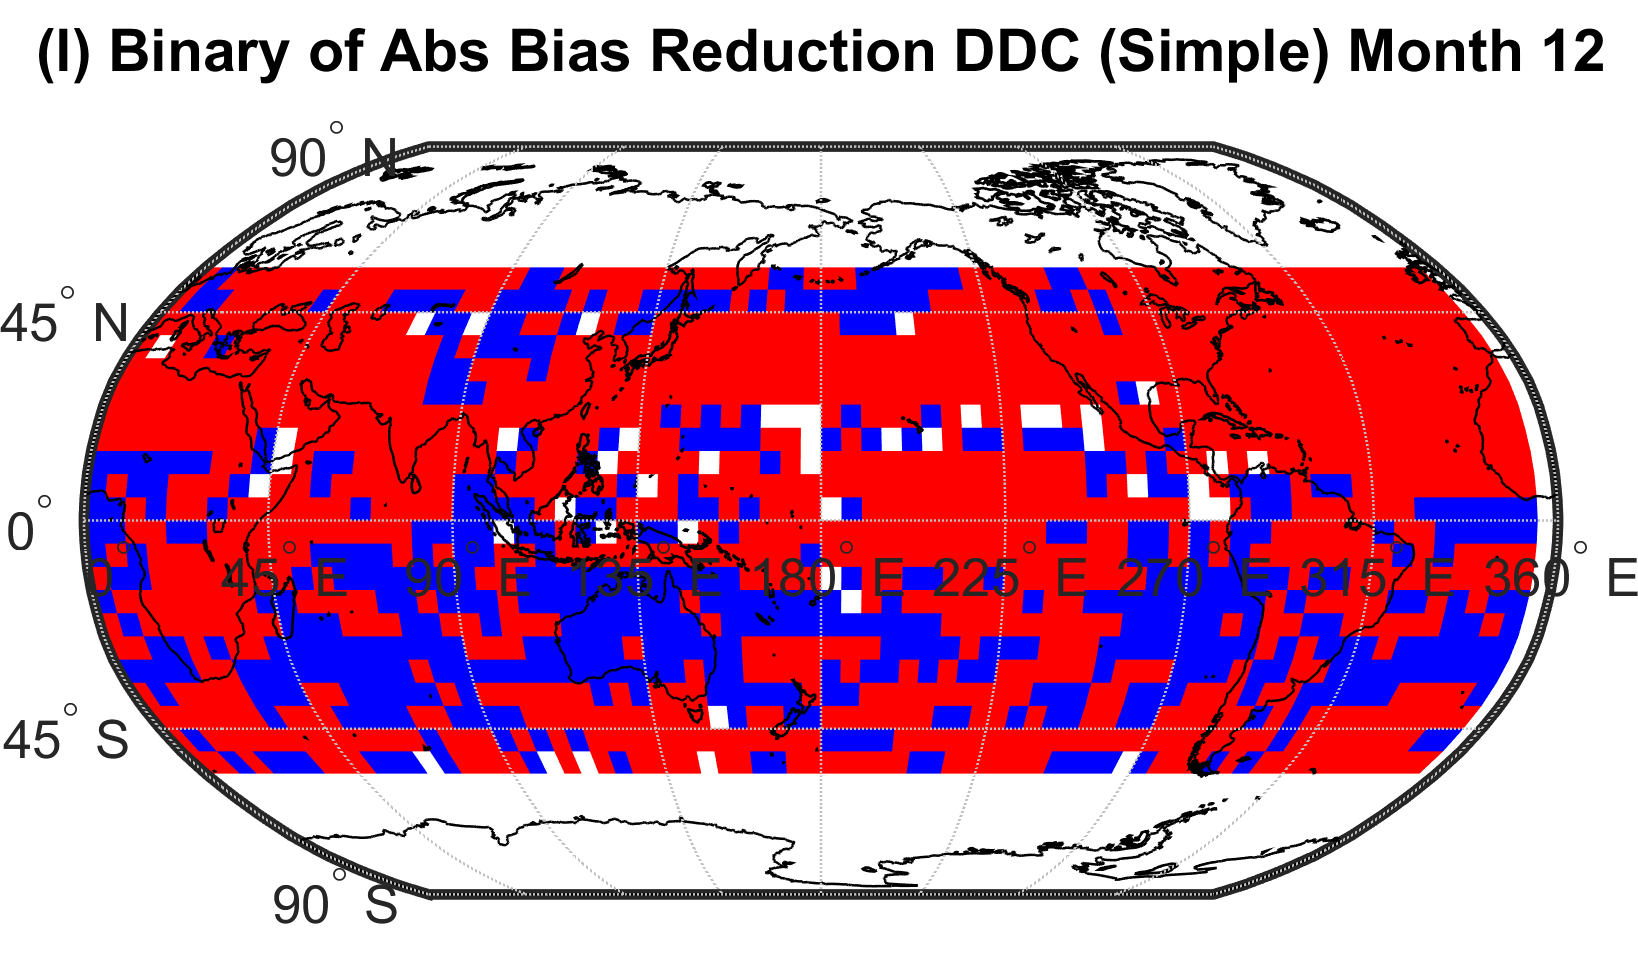 (l) Binary of Abs Bias Reduction DDC (Simple) Month 12
90° N
45° N
0°
0° 45° E 90° E 135° E 180° E 225° E 270° E 315° E 360° E
45° S
90° S